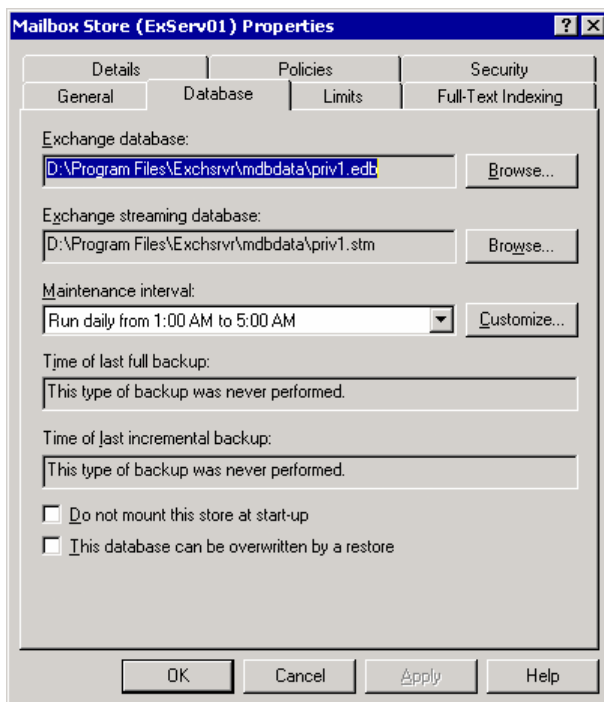 Mailbox Store (ExServ01) Properties
Details Policies Security
General Database Limits Full-Text Indexing
Exchange database:
D:\Program Files\Exchsrvr\mdbdata\priv1.edb Browse...
Exchange streaming database:
D:\Program Files\Exchsrvr\mdbdata\priv1.stm Browse...
Maintenance interval:
Run daily from 1:00 AM to 5:00 AM Customize...
Time of last full backup:
This type of backup was never performed.
Time of last incremental backup:
This type of backup was never performed.
Do not mount this store at start-up
This database can be overwritten by a restore
OK Cancel Apply Help